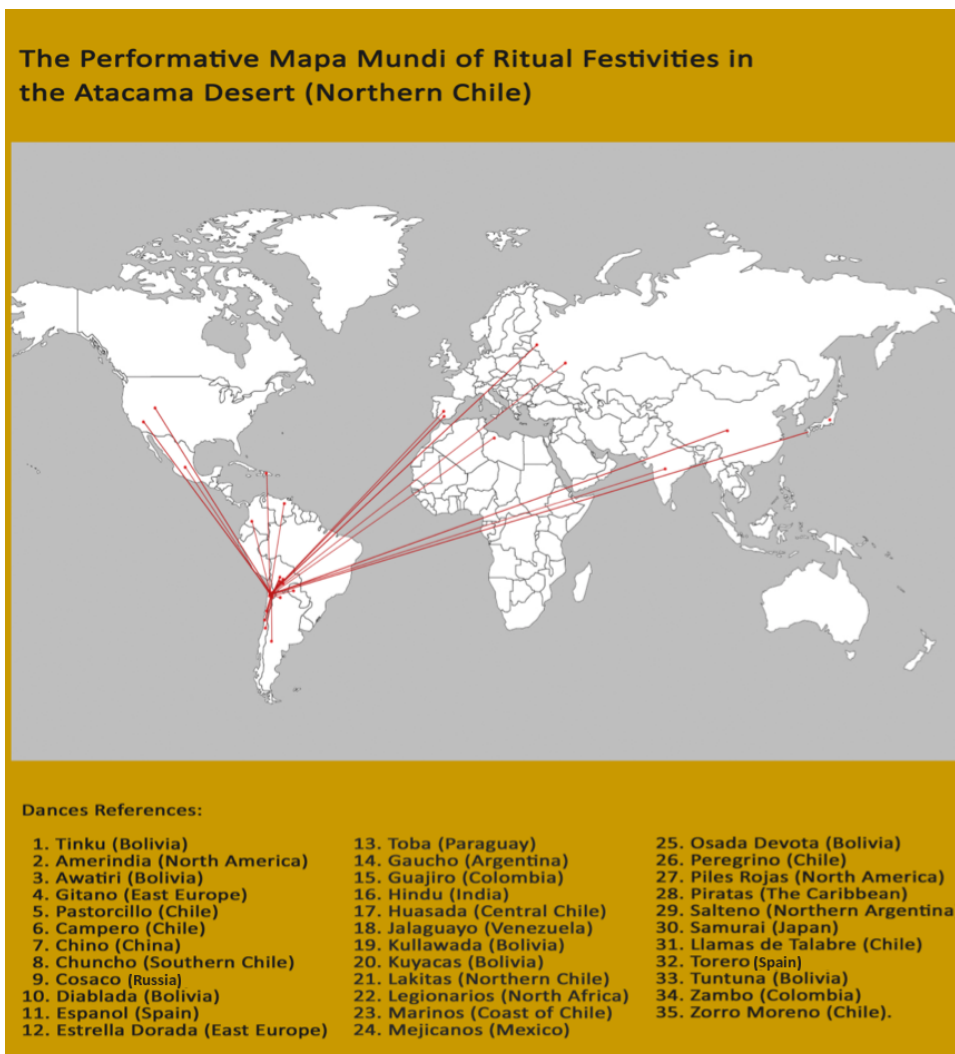 The Performative Mapa Mundi of Ritual Festivities in
the Atacama Desert (Northern Chile)
Dances References:
1. Tinku (Bolivia)
2. Amerindia (North America)
3. Awatiri (Bolivia)
4. Gitano (East Europe)
5. Pastorcillo (Chile)
6. Campero (Chile)
7. Chino (China)
8. Chuncho (Southern Chile)
9. Cosaco (Russia)
10. Diablada (Bolivia)
11. Espanol (Spain)
12. Estrella Dorada (East Europe)
13. Toba (Paraguay)
14. Gaucho (Argentina)
15. Guajiro (Colombia)
16. Hindu (India)
17. Huasada (Central Chile)
18. Jalaguayo (Venezuela)
19. Kullawada (Bolivia)
20. Kuyacas (Bolivia)
21. Lakitas (Northern Chile)
22. Legionarios (North Africa)
23. Marinos (Coast of Chile)
24. Mejicanos (Mexico)
25. Osada Devota (Bolivia)
26. Peregrino (Chile)
27. Piles Rojas (North America)
28. Piratas (The Caribbean)
29. Salteno (Northern Argentina
30. Samurai (Japan)
31. Llamas de Talabre (Chile)
32. Torero (Spain)
33. Tuntuna (Bolivia)
34. Zambo (Colombia)
35. Zorro Moreno (Chile).